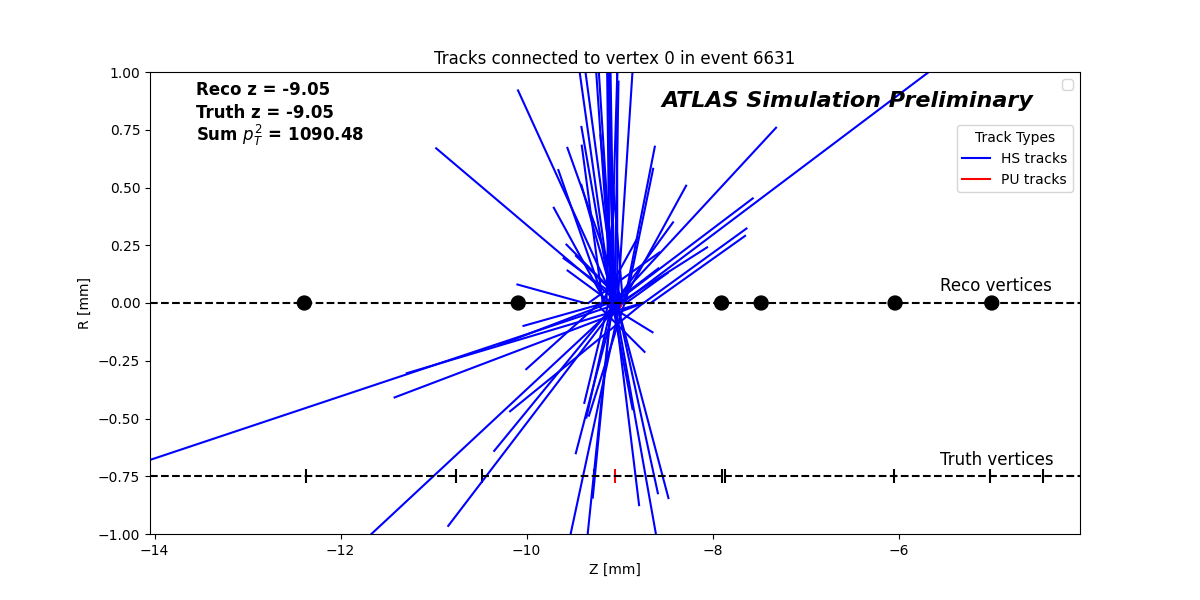 Tracks connected to vertex 0 in event 6631
Reco z = -9.05
Truth z = -9.05
Sum $p_T^2$ = 1090.48
ATLAS Simulation Preliminary
Track Types
HS tracks
PU tracks
Reco vertices
Truth vertices
R [mm]
1.00
0.75
0.50
0.25
0.00
−0.25
−0.50
−0.75
−1.00
−14
−12
−10
−8
−6
Z [mm]